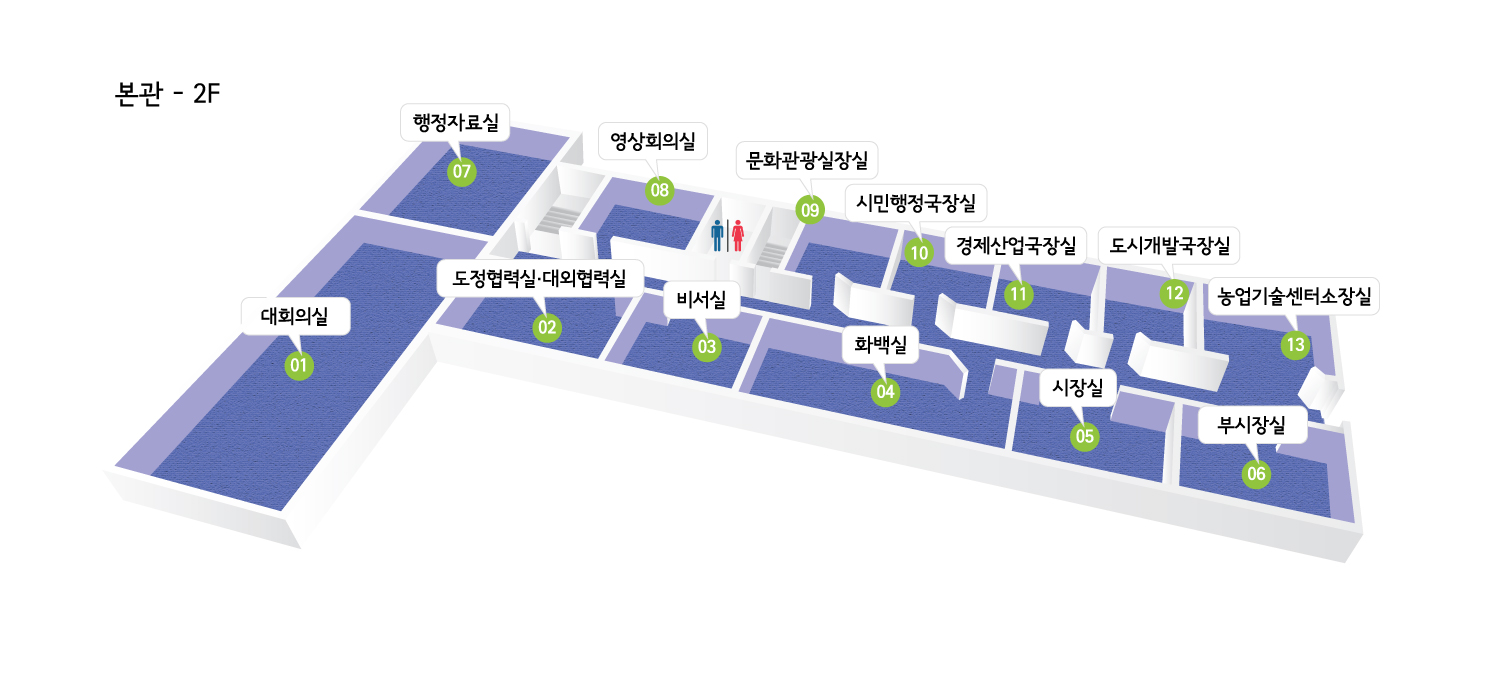 본관 - 2F
행정자료실
07
영상회의실
08
문화관광실장실
09
시민행정국장실
10
경제산업국장실
11
도시개발국장실
12
농업기술센터소장실
13
대회의실
01
도정협력실·대외협력실
02
비서실
03
화백실
04
시장실
05
부시장실
06